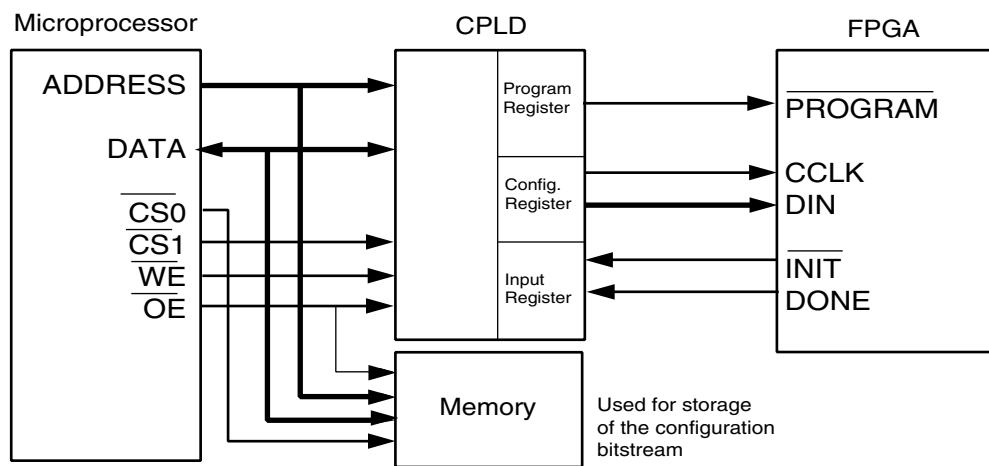 Microprocessor
CPLD
FPGA
ADDRESS
DATA
CS0
CS1
WE
OE
Program
Register
Config.
Register
Input
Register
PROGRAM
CCLK
DIN
INIT
DONE
Memory
Used for storage
of the configuration
bitstream